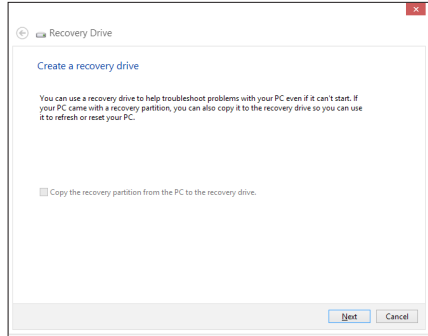 Recovery Drive
Create a recovery drive
You can use a recovery drive to help troubleshoot problems with your PC even if it can't start. If
your PC came with a recovery partition, you can also copy it to the recovery drive so you can use
it to refresh or reset your PC.
Copy the recovery partition from the PC to the recovery drive.
Next Cancel